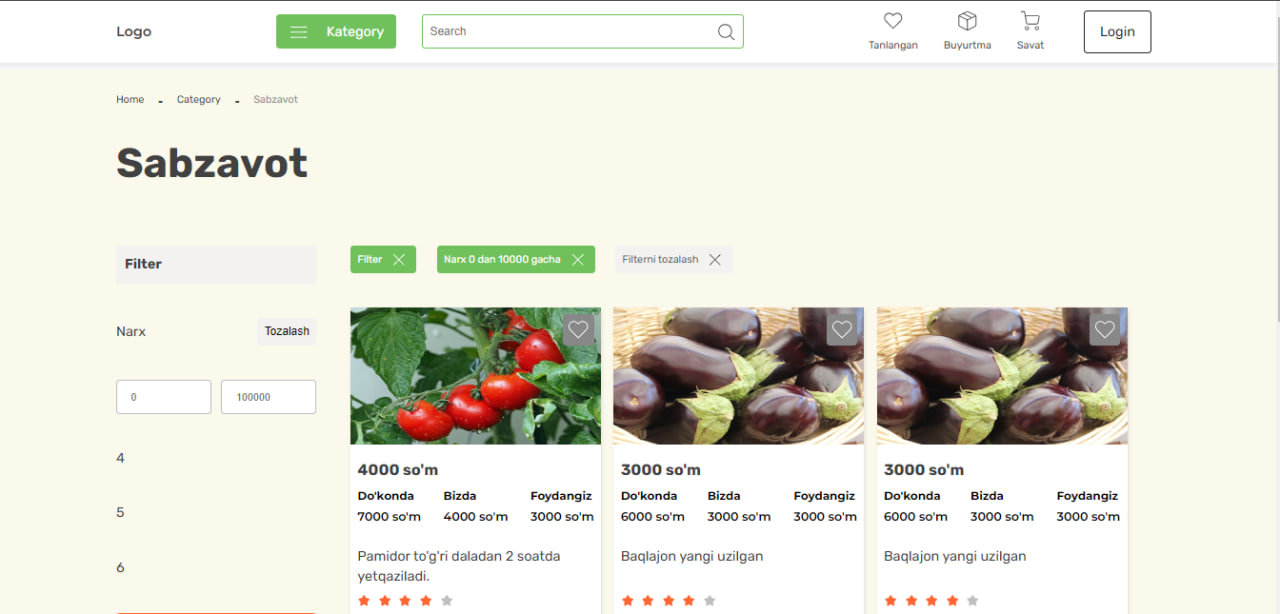 Logo
Kategory
Search
Tanlangan
Buyurtma
Savat
Login
Home - Category - Sabzavot
Sabzavot
Filter
Filter
Narx 0 dan 10000 gacha
Filterni tozalash
Narx
Tozalash
0
100000
4
5
6
4000 so'm
Do'konda Bizda Foydangiz
7000 so'm 4000 so'm 3000 so'm
Pamidor to'g'ri daladan 2 soatda
yetqaziladi.
3000 so'm
Do'konda Bizda Foydangiz
6000 so'm 3000 so'm 3000 so'm
Baqlajon yangi uzilgan
3000 so'm
Do'konda Bizda Foydangiz
6000 so'm 3000 so'm 3000 so'm
Baqlajon yangi uzilgan